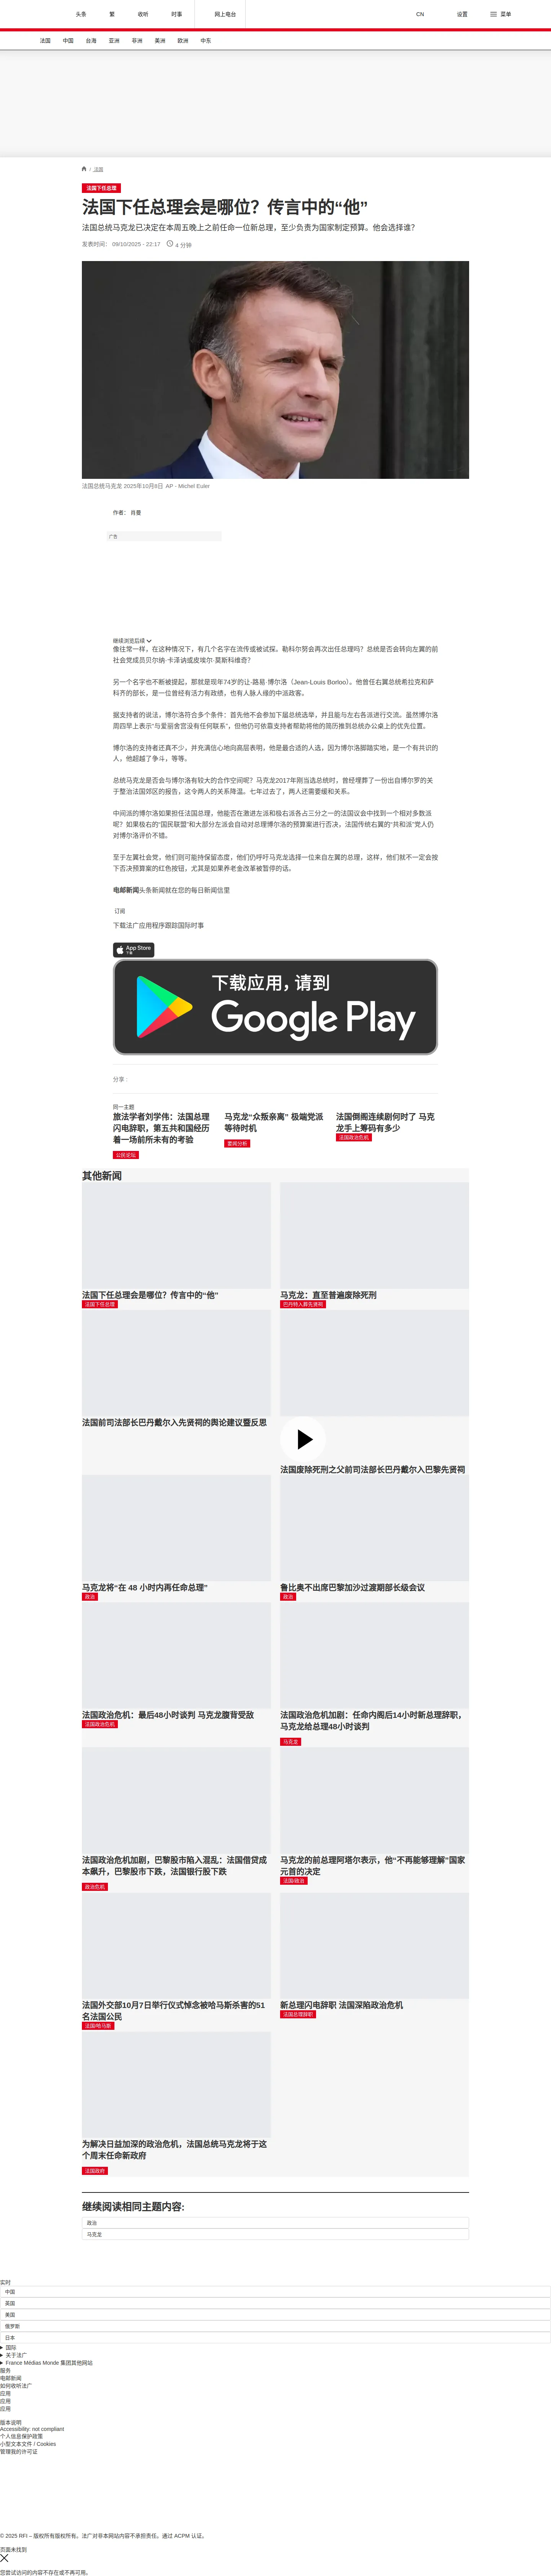 头条
繁
收听
时事
网上电台
CN
设置
菜单
法国
中国
台海
亚洲
非洲
美洲
欧洲
中东
/ 法国
法国下任总理
法国下任总理会是哪位？传言中的“他”
法国总统马克龙已决定在本周五晚上之前任命一位新总理，至少负责为国家制定预算。他会选择谁？
发表时间： 09/10/2025 - 22:17
4 分钟
法国总统马克龙 2025年10月8日 AP - Michel Euler
作者： 肖曼
广告
继续浏览后续
像往常一样，在这种情况下，有几个名字在流传或被试探。勒科尔努会再次出任总理吗？总统是否会转向左翼的前
社会党成员贝尔纳·卡泽讷或皮埃尔·莫斯科维奇？
另一个名字也不断被提起，那就是现年74岁的让-路易·博尔洛（Jean-Louis Borloo）。他曾任右翼总统希拉克和萨
科齐的部长，是一位曾经有活力有政绩，也有人脉人缘的中派政客。
据支持者的说法，博尔洛符合多个条件：首先他不会参加下届总统选举，并且能与左右各派进行交流。虽然博尔洛
周四早上表示“与爱丽舍宫没有任何联系”，但他仍可依靠支持者帮助将他的简历推到总统办公桌上的优先位置。
博尔洛的支持者还真不少，并充满信心地向高层表明，他是最合适的人选，因为博尔洛脚踏实地，是一个有共识的
人，他超越了争斗，等等。
总统马克龙是否会与博尔洛有较大的合作空间呢？马克龙2017年刚当选总统时，曾经埋葬了一份出自博尔罗的关
于整治法国郊区的报告，这令两人的关系降温。七年过去了，两人还需要缓和关系。
中间派的博尔洛如果担任法国总理，他能否在激进左派和极右派各占三分之一的法国议会中找到一个相对多数派
呢？如果极右的“国民联盟”和大部分左派会自动对总理博尔洛的预算案进行否决，法国传统右翼的“共和派”党人仍
对博尔洛评价不错。
至于左翼社会党，他们则可能持保留态度，他们仍呼吁马克龙选择一位来自左翼的总理，这样，他们就不一定会按
下否决预算案的红色按钮，尤其是如果养老金改革被暂停的话。
电邮新闻头条新闻就在您的每日新闻信里
订阅
下载法广应用程序跟踪国际时事
App Store
下载
下载应用，请到
Google Play
分享 :
同一主题
旅法学者刘学伟：法国总理闪电辞职，第五共和国经历着一场前所未有的考验
公民论坛
马克龙“众叛亲离” 极端党派等待时机
要闻分析
法国倒阁连续剧何时了 马克龙手上筹码有多少
法国政治危机
其他新闻
法国下任总理会是哪位？传言中的“他”
法国下任总理
马克龙：直至普遍废除死刑
巴丹特入葬先贤祠
法国前司法部长巴丹戴尔入先贤祠的舆论建议暨反思
法国废除死刑之父前司法部长巴丹戴尔入巴黎先贤祠
马克龙将“在 48 小时内再任命总理”
政治
鲁比奥不出席巴黎加沙过渡期部长级会议
政治
法国政治危机：最后48小时谈判 马克龙腹背受敌
法国政治危机
法国政治危机加剧：任命内阁后14小时新总理辞职，
马克龙给总理48小时谈判
马克龙
法国政治危机加剧，巴黎股市陷入混乱：法国借贷成
本飙升，巴黎股市下跌，法国银行股下跌
政治危机
马克龙的前总理阿塔尔表示，他“不再能够理解”国家
元首的决定
法国/政治
法国外交部10月7日举行仪式悼念被哈马斯杀害的51
名法国公民
法国/哈马斯
新总理闪电辞职 法国深陷政治危机
法国总理辞职
为解决日益加深的政治危机，法国总统马克龙将于这
个周末任命新政府
法国政府
继续阅读相同主题内容:
政治
马克龙
实时
中国
英国
美国
俄罗斯
日本
国际
关于法广
France Médias Monde 集团其他网站
服务
电邮新闻
如何收听法广
应用
应用
应用
版本说明
Accessibility: not compliant
个人信息保护政策
小型文本文件 / Cookies
管理我的许可证
© 2025 RFI – 版权所有版权所有。法广对非本网站内容不承担责任。通过 ACPM 认证。
页面未找到
您尝试访问的内容不存在或不再可用。